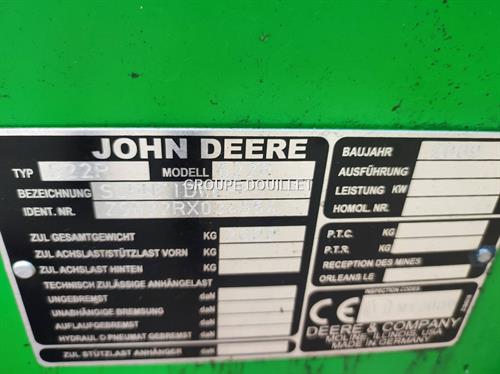 JOHN DEERE
TYP 622R MODELL
BEZEICHNUNG
IDENT. NR.
GROUPE DOUILLET
ZUL GESAMTGEWICHT KG
ZUL ACHSLAST/STÜTZLAST VORN KG
ZUL ACHSLAST HINTEN KG
TECHNISCH ZULÄSSIGE ANHÄNGELAST
UNGEBREMST daN
UNABHÄNGIGE BREMSUNG daN
AUFLAUFGEBREMST daN
HYDRAUL O PNEUMAT GEBREMST daN
ZUL STÜTZLAST ANHÄNGER daN
BAUJAHR
AUSFÜHRUNG
LEISTUNG KW
HOMOL. NR.
P.T.C. KG
P.T.R. KG
RECEPTION DES MINES
ORLEANS LE
INSPECTION CODES
CE
DEERE & COMPANY
MOLINE, ILLINOIS, USA
MADE IN GERMANY